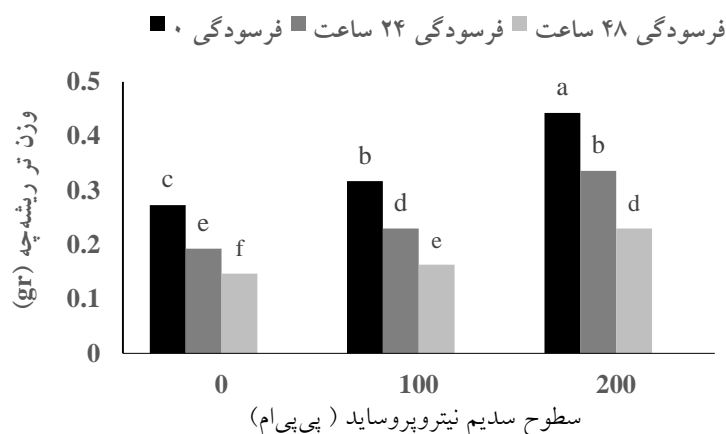 فرسودگی ۰ فرسودگی ۲۴ ساعت فرسودگی ۴۸ ساعت
وزن تر ریشه‌چه (gr)
0.5
0.4
0.3
0.2
0.1
0
c
e
f
b
d
e
a
b
d
0 100 200
سطوح سدیم نیتروپروساید ( پی‌پی‌ام)